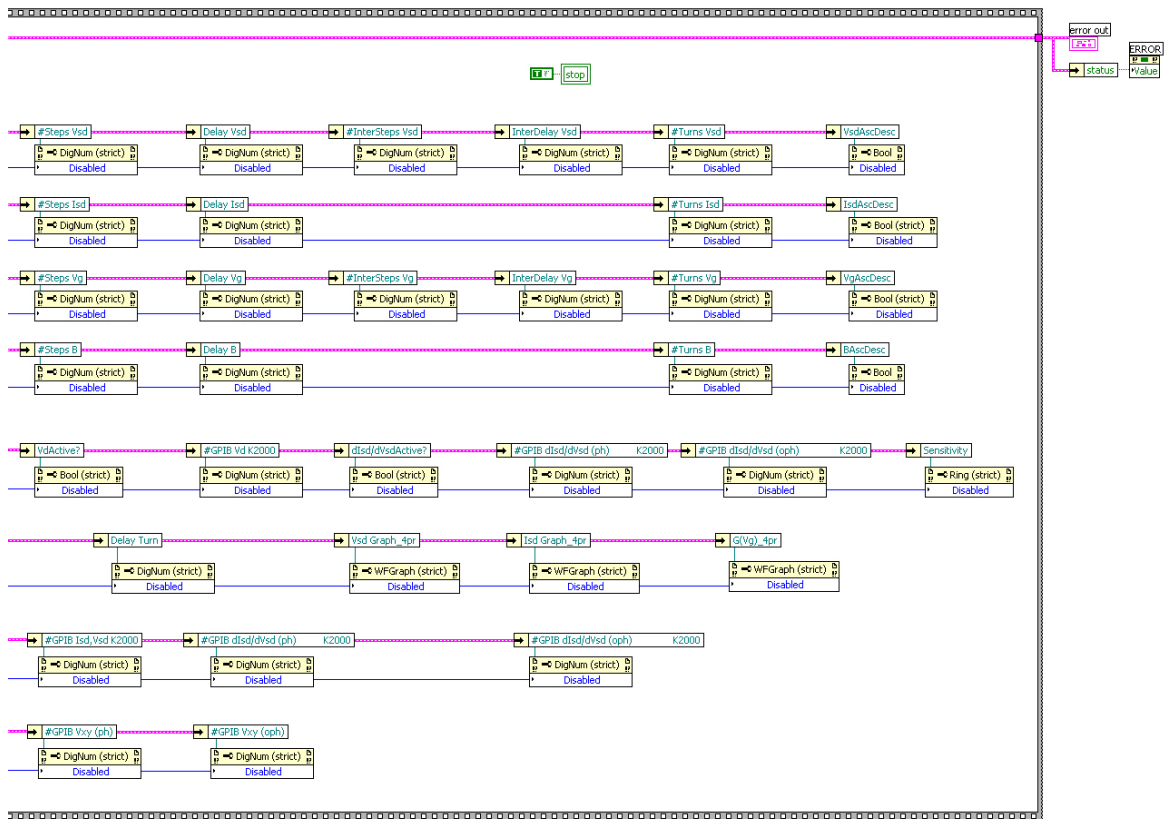 error out
ERROR
status
Value
T F
stop
#Steps Vsd Delay Vsd #InterSteps Vsd InterDelay Vsd #Turns Vsd VsdAscDesc
DigNum (strict) DigNum (strict) DigNum (strict) DigNum (strict) DigNum (strict) Bool
Disabled Disabled Disabled Disabled Disabled Disabled
#Steps Isd Delay Isd #Turns Isd IsdAscDesc
DigNum (strict) DigNum (strict) DigNum (strict) Bool (strict)
Disabled Disabled Disabled Disabled
#Steps Vg Delay Vg #InterSteps Vg InterDelay Vg #Turns Vg VgAscDesc
DigNum (strict) DigNum (strict) DigNum (strict) DigNum (strict) DigNum (strict) Bool (strict)
Disabled Disabled Disabled Disabled Disabled Disabled
#Steps B Delay B #Turns B BAscDesc
DigNum (strict) DigNum (strict) DigNum (strict) Bool
Disabled Disabled Disabled Disabled
VdActive? #GPIB Vd K2000 dIsd/dVsdActive? #GPIB dIsd/dVsd (ph) K2000 #GPIB dIsd/dVsd (oph) K2000 Sensitivity
Bool (strict) DigNum (strict) Bool (strict) DigNum (strict) DigNum (strict) Ring (strict)
Disabled Disabled Disabled Disabled Disabled Disabled
Delay Turn Vsd Graph_4pr Isd Graph_4pr G(Vg)_4pr
DigNum (strict) WFGraph (strict) WFGraph (strict) WFGraph (strict)
Disabled Disabled Disabled Disabled
#GPIB Isd,Vsd K2000 #GPIB dIsd/dVsd (ph) K2000 #GPIB dIsd/dVsd (oph) K2000
DigNum (strict) DigNum (strict) DigNum (strict)
Disabled Disabled Disabled
#GPIB Vxy (ph) #GPIB Vxy (oph)
DigNum (strict) DigNum (strict)
Disabled Disabled